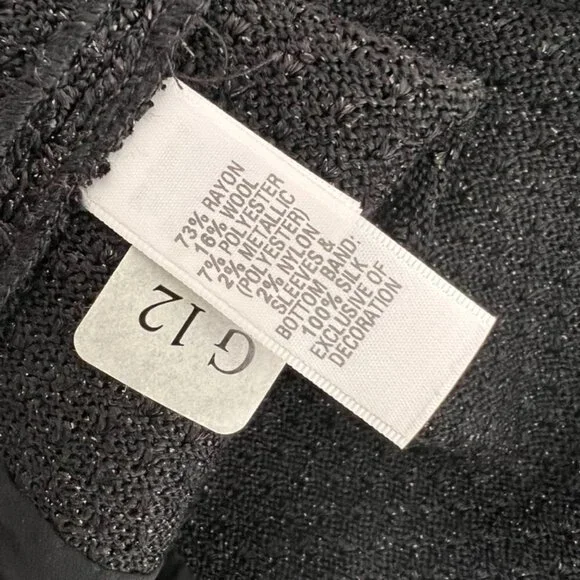 73% RAYON
16% WOOL
7% POLYESTER
2% METALLIC
(POLYESTER)
2% NYLON
SLEEVES &
BOTTOM BAND:
100% SILK
EXCLUSIVE OF
DECORATION
G 12